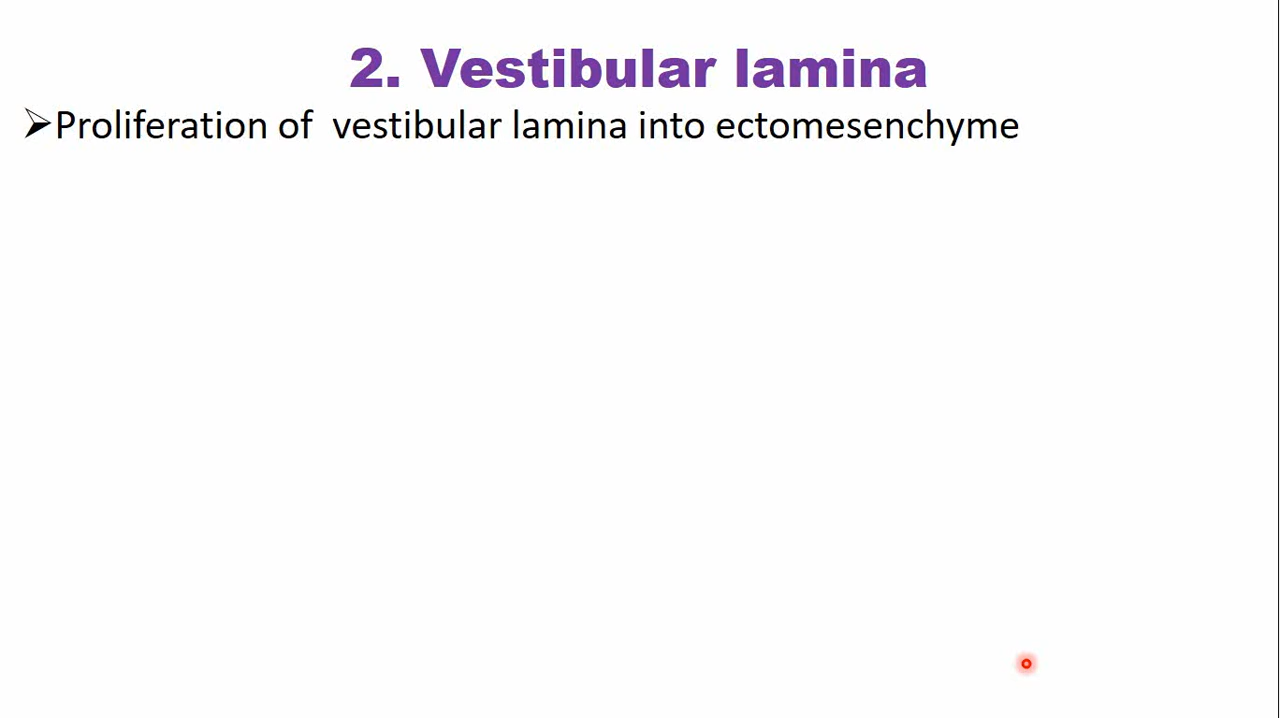 2. Vestibular lamina
➢Proliferation of  vestibular lamina into ectomesenchyme